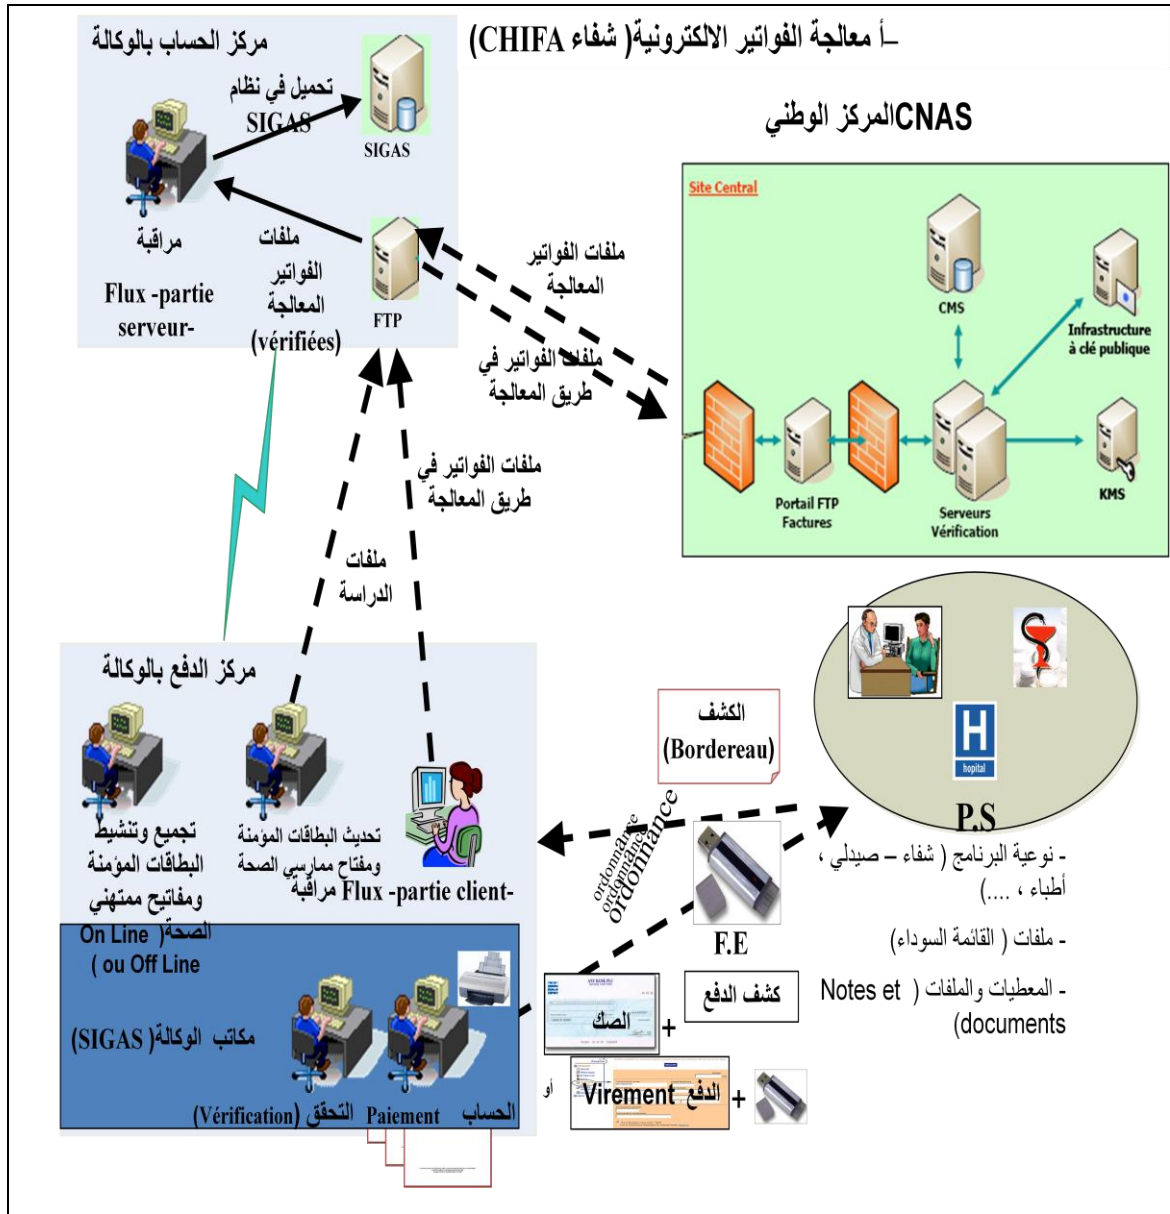 أ– معالجة الفواتير الالكترونية( شفاء CHIFA)
مركز الحساب بالوكالة
تحميل في نظام
SIGAS
SIGAS
مراقبة
Flux -partie
serveur-
ملفات
الفواتير
المعالجة
(vérifiées)
FTP
ملفات الفواتير
المعالجة
ملفات الفواتير في
طريق المعالجة
المركز الوطني CNAS
Site Central
CMS
Infrastructure
à clé publique
Portail FTP
Factures
Serveurs
Vérification
KMS
ملفات الفواتير في
طريق المعالجة
ملفات
الدراسة
مركز الدفع بالوكالة
تجميع وتنشيط
البطاقات المؤمنة
ومفاتيح ممتهني
الصحة( On Line
ou Off Line )
تحديث البطاقات المؤمنة
ومفتاح ممارسي الصحة
مراقبة Flux -partie client-
مكاتب الوكالة( SIGAS)
التحقق (Vérification)
Paiement
الحساب
الكشف
(Bordereau)
ordonnance
ordonnance
ordonnance
F.E
hopital
P.S
- نوعية البرنامج ( شفاء – صيدلي ،
أطباء ، ....)
- ملفات ( القائمة السوداء)
- المعطيات والملفات ( Notes et
documents)
الصك
+
كشف الدفع
أو
الدفع Virement
+